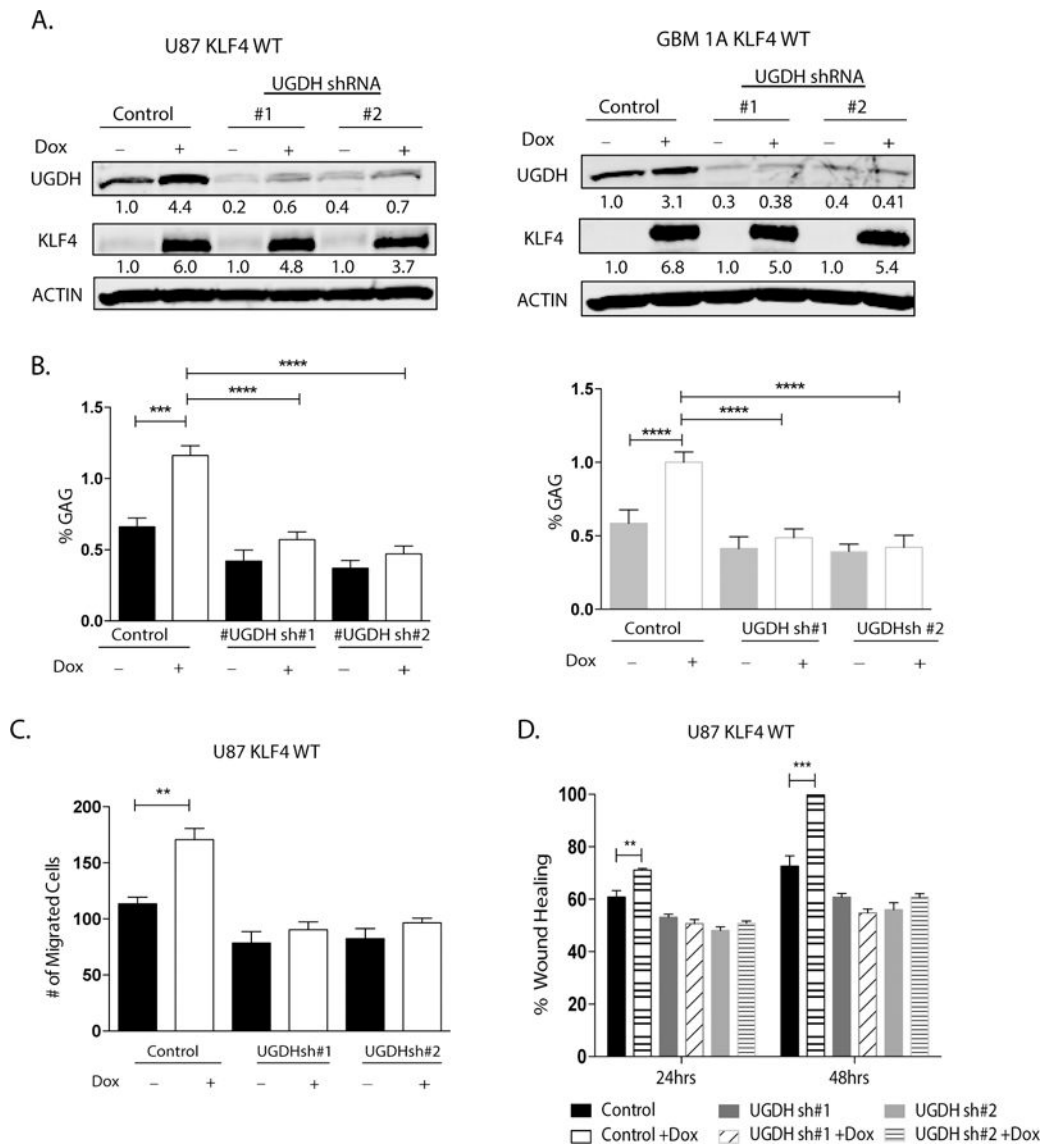 A.
U87 KLF4 WT
UGDH shRNA
Control #1 #2
Dox – + – + – +
UGDH
1.0 4.4 0.2 0.6 0.4 0.7
KLF4
1.0 6.0 1.0 4.8 1.0 3.7
ACTIN
GBM 1A KLF4 WT
UGDH shRNA
Control #1 #2
Dox – + – + – +
UGDH
1.0 3.1 0.3 0.38 0.4 0.41
KLF4
1.0 6.8 1.0 5.0 1.0 5.4
ACTIN
B.
****
****
***
1.5
1.0
0.5
0.0
% GAG
Control #UGDH sh#1 #UGDH sh#2
Dox – + – + – +
****
****
****
1.5
1.0
0.5
0.0
% GAG
Control UGDH sh#1 UGDHsh #2
Dox – + – + – +
C.
U87 KLF4 WT
**
200
150
100
50
0
# of Migrated Cells
Control UGDHsh#1 UGDHsh#2
Dox – + – + – +
D.
U87 KLF4 WT
***
**
100
80
60
40
20
0
% Wound Healing
24hrs 48hrs
Control UGDH sh#1 UGDH sh#2
Control +Dox UGDH sh#1 +Dox UGDH sh#2 +Dox